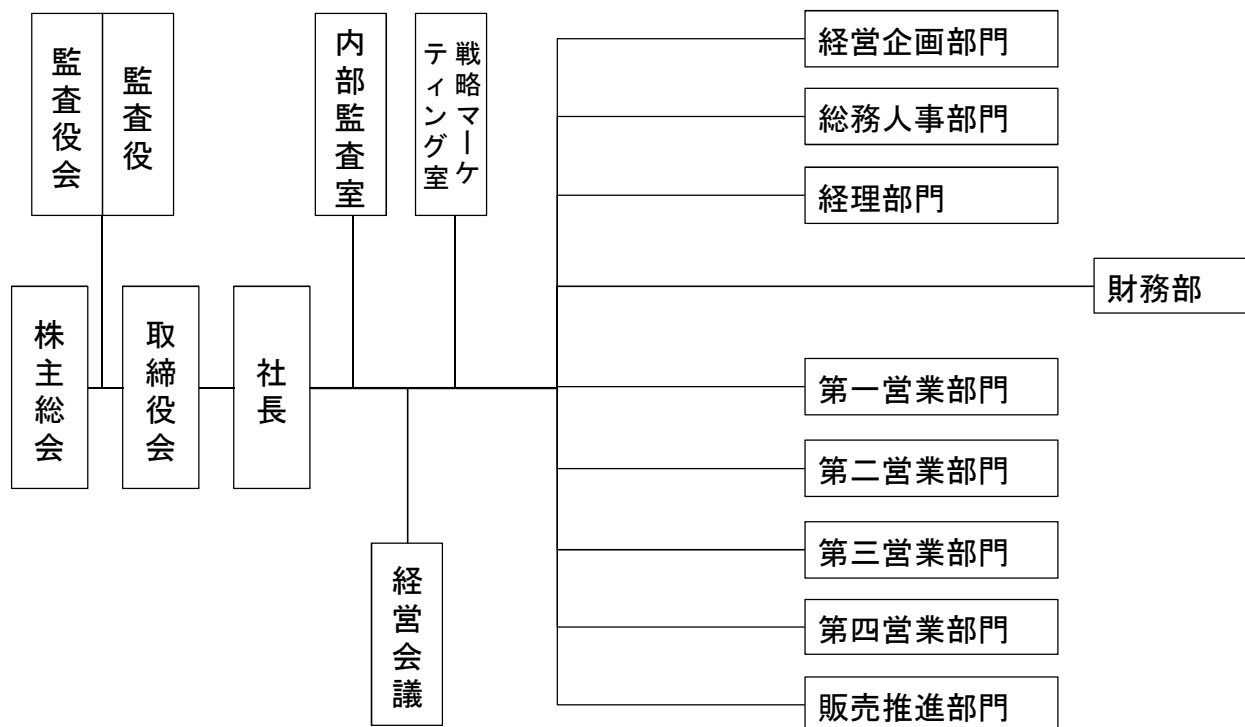 監査役会
監査役
内部監査室
戦略マーケ
ティング室
株主総会
取締役会
社長
経営会議
経営企画部門
総務人事部門
経理部門
財務部
第一営業部門
第二営業部門
第三営業部門
第四営業部門
販売推進部門